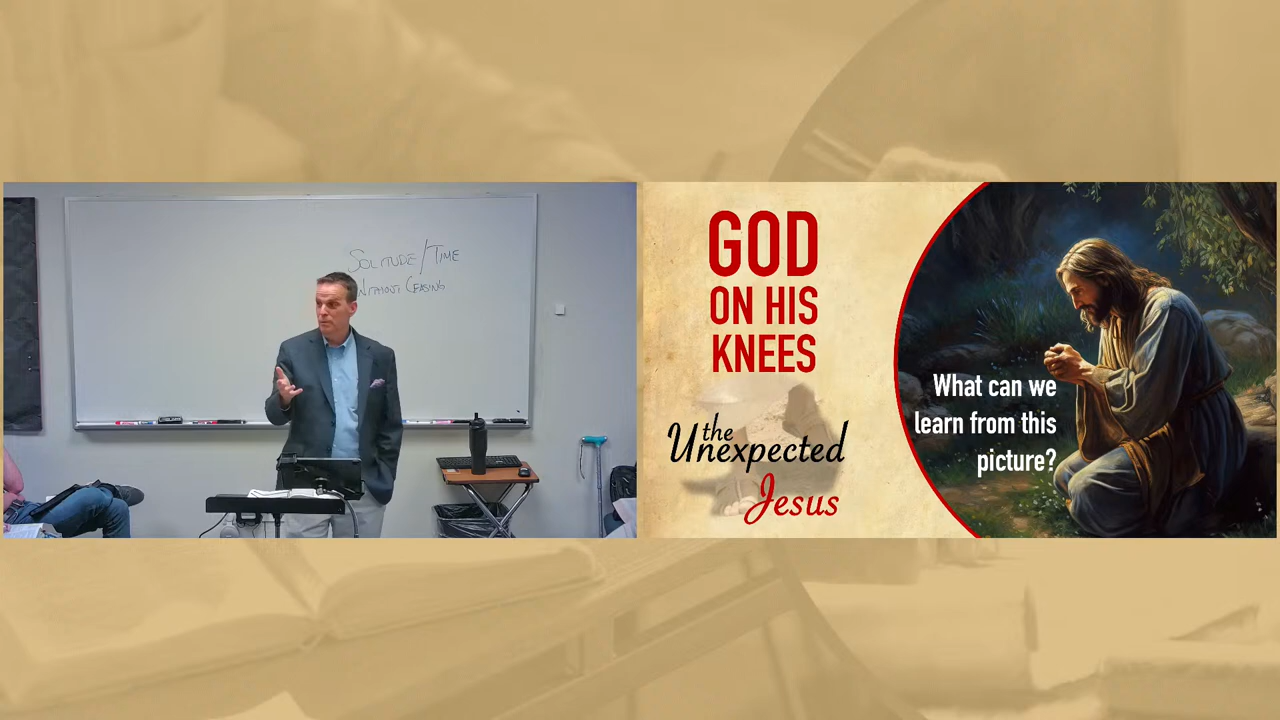 SOLITUDE/TIME
WITHOUT CEASING
GOD
ON HIS
KNEES
the
Unexpected
Jesus
What can we
learn from this
picture?